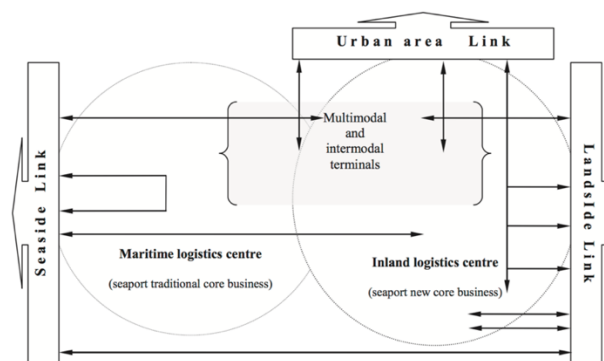 Urban area Link
Seaside Link
Multimodal
and
intermodal
terminals
LandsIde Link
Maritime logistics centre
(seaport traditional core business)
Inland logistics centre
(seaport new core business)